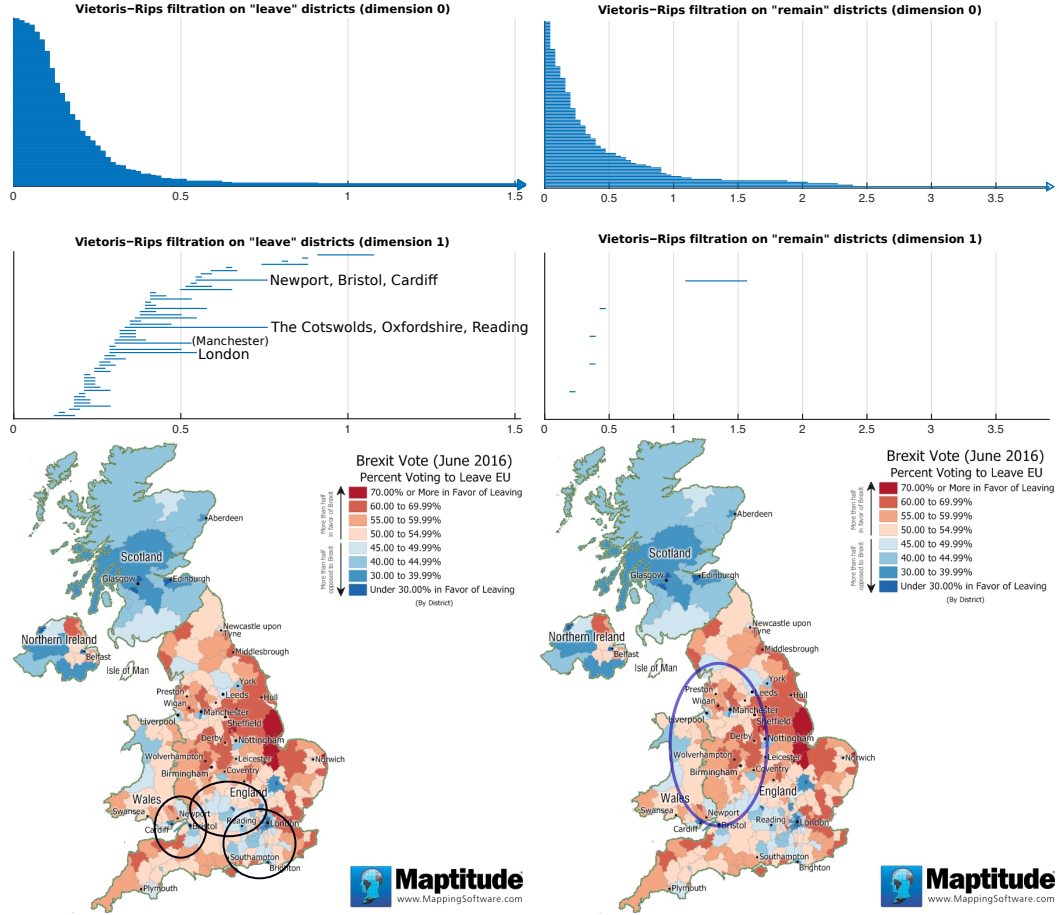 Vietoris−Rips filtration on "leave" districts (dimension 0)
0
0.5
1
1.5
Vietoris−Rips filtration on "remain" districts (dimension 0)
0
0.5
1
1.5
2
2.5
3
3.5
Vietoris−Rips filtration on "leave" districts (dimension 1)
Newport, Bristol, Cardiff
The Cotswolds, Oxfordshire, Reading
(Manchester)
London
0
0.5
1
1.5
Vietoris−Rips filtration on "remain" districts (dimension 1)
0
0.5
1
1.5
2
2.5
3
3.5
Brexit Vote (June 2016)
Percent Voting to Leave EU
More than half
in favor of Brexit
More than half
opposed to Brexit
70.00% or More in Favor of Leaving
60.00 to 69.99%
55.00 to 59.99%
50.00 to 54.99%
45.00 to 49.99%
40.00 to 44.99%
30.00 to 39.99%
Under 30.00% in Favor of Leaving
(By District)
Aberdeen
Scotland
Glasgow
Edinburgh
Northern Ireland
Belfast
Newcastle upon
Tyne
Middlesbrough
Isle of Man
York
Preston
Leeds
Hull
Wigan
Manchester
Liverpool
Sheffield
Derby
Nottingham
Wolverhampton
Leicester
Norwich
Birmingham
Coventry
England
Wales
Swansea
Newport
Reading
London
Cardiff
Bristol
Southampton
Brighton
Plymouth
Maptitude
www.MappingSoftware.com
Brexit Vote (June 2016)
Percent Voting to Leave EU
More than half
in favor of Brexit
More than half
opposed to Brexit
70.00% or More in Favor of Leaving
60.00 to 69.99%
55.00 to 59.99%
50.00 to 54.99%
45.00 to 49.99%
40.00 to 44.99%
30.00 to 39.99%
Under 30.00% in Favor of Leaving
(By District)
Aberdeen
Scotland
Glasgow
Edinburgh
Northern Ireland
Belfast
Newcastle upon
Tyne
Middlesbrough
Isle of Man
York
Preston
Leeds
Hull
Wigan
Manchester
Liverpool
Sheffield
Derby
Nottingham
Wolverhampton
Leicester
Norwich
Birmingham
Coventry
England
Wales
Swansea
Newport
Reading
London
Cardiff
Bristol
Southampton
Brighton
Plymouth
Maptitude
www.MappingSoftware.com